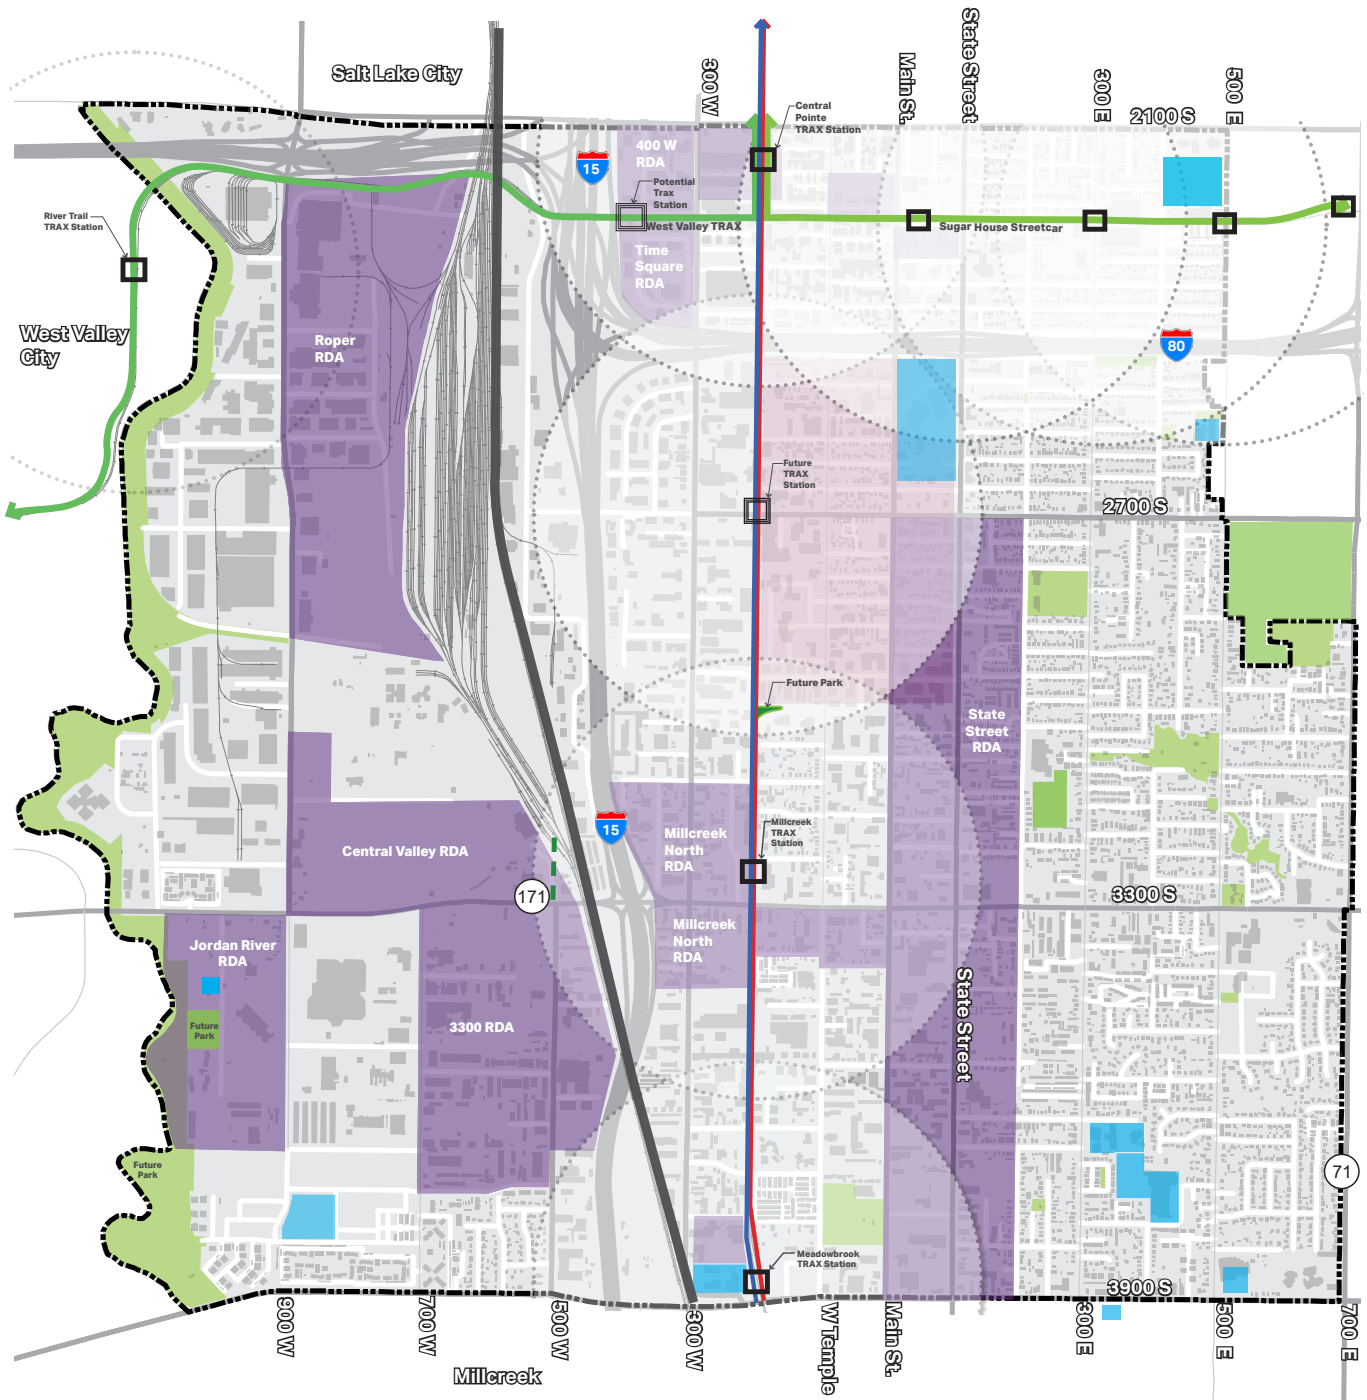 Salt Lake City
300 W
Main St.
State Street
300 E
2100 S
500 E
Central
Pointe
TRAX Station
400 W
RDA
15
Potential
Trax
Station
River Trail
TRAX Station
West Valley TRAX
Sugar House Streetcar
Time
Square
RDA
West Valley
City
Roper
RDA
80
Future
TRAX
Station
2700 S
Future Park
State
Street
RDA
15
Millcreek
North
RDA
Millcreek
TRAX
Station
Central Valley RDA
171
3300 S
Jordan River
RDA
Millcreek
North
RDA
State Street
Future
Park
3300 RDA
Future
Park
71
Meadowbrook
TRAX Station
3900 S
900 W
700 W
500 W
300 W
W Temple
Main St.
300 E
500 E
700 E
Millcreek